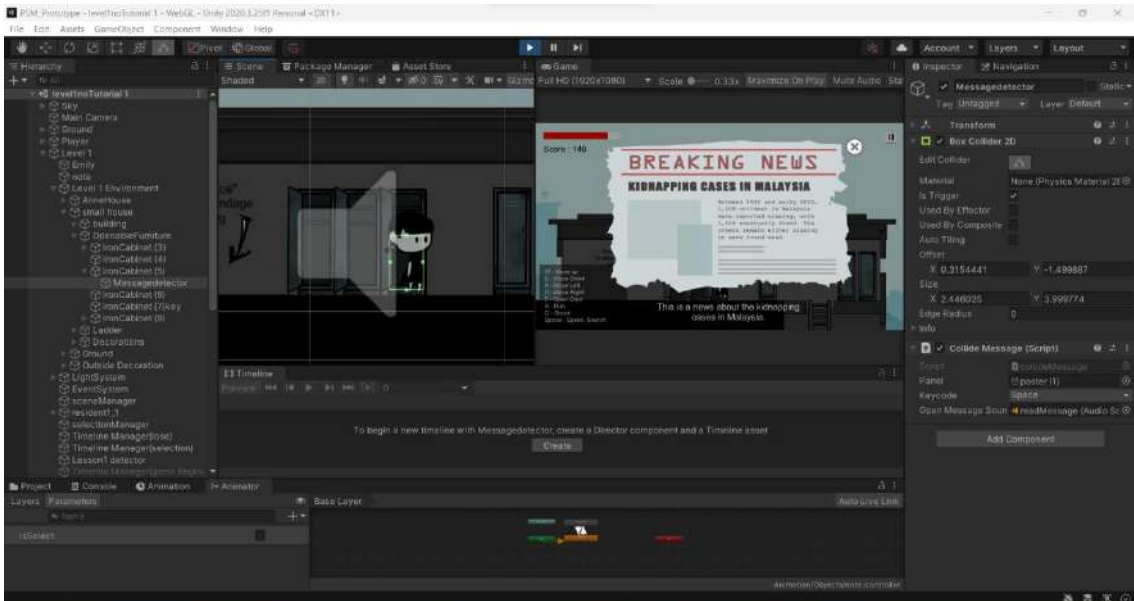 PSM_Prototype - level1noTutorial 1 - WebGL - Unity 2020.3.25f1 Personal <DX11>
File Edit Assets GameObject Component Window Help
Pivot Global
Account Layers Layout
Hierarchy
Scene Package Manager Asset Store
Game
Inspector Navigation
Shaded
2D
Full HD (1920x1080) Scale 0.33x Maximize On Play Mute Audio
level1noTutorial 1
Sky
Main Camera
Ground
Player
Level 1
Emily
note
Level 1 Environment
AnneHouse
small house
building
OpenableFurniture
IronCabinet (3)
IronCabinet (4)
IronCabinet (5)
Messagedetector
IronCabinet (6)
IronCabinet (7)key
IronCabinet (8)
Ladder
Decorations
Ground
Outside Decoration
LightSystem
EventSystem
sceneManager
resident1_1
selectionManager
Timeline Manager(lose)
Timeline Manager(selection)
Lesson1 detector
Score : 140
BREAKING NEWS
KIDNAPPING CASES IN MALAYSIA
This is a news about the kidnapping
cases in Malaysia.
Messagedetector Static
Tag Untagged Layer Default
Transform
Box Collider 2D
Edit Collider
Material None (Physics Material 2D)
Is Trigger
Used By Effector
Used By Composite
Auto Tiling
Offset
X 0.3154441 Y -1.499887
Size
X 2.446025 Y 3.999774
Edge Radius 0
Info
Collide Message (Script)
Script collideMessage
Panel poster (1)
Keycode Space
Open Message Soun readMessage (Audio Sc
Add Component
Timeline
Preview
To begin a new timeline with Messagedetector, create a Director component and a Timeline asset
Create
Project Console Animation Animator
Layers Parameters
Base Layer
Auto Live Link
isSelect